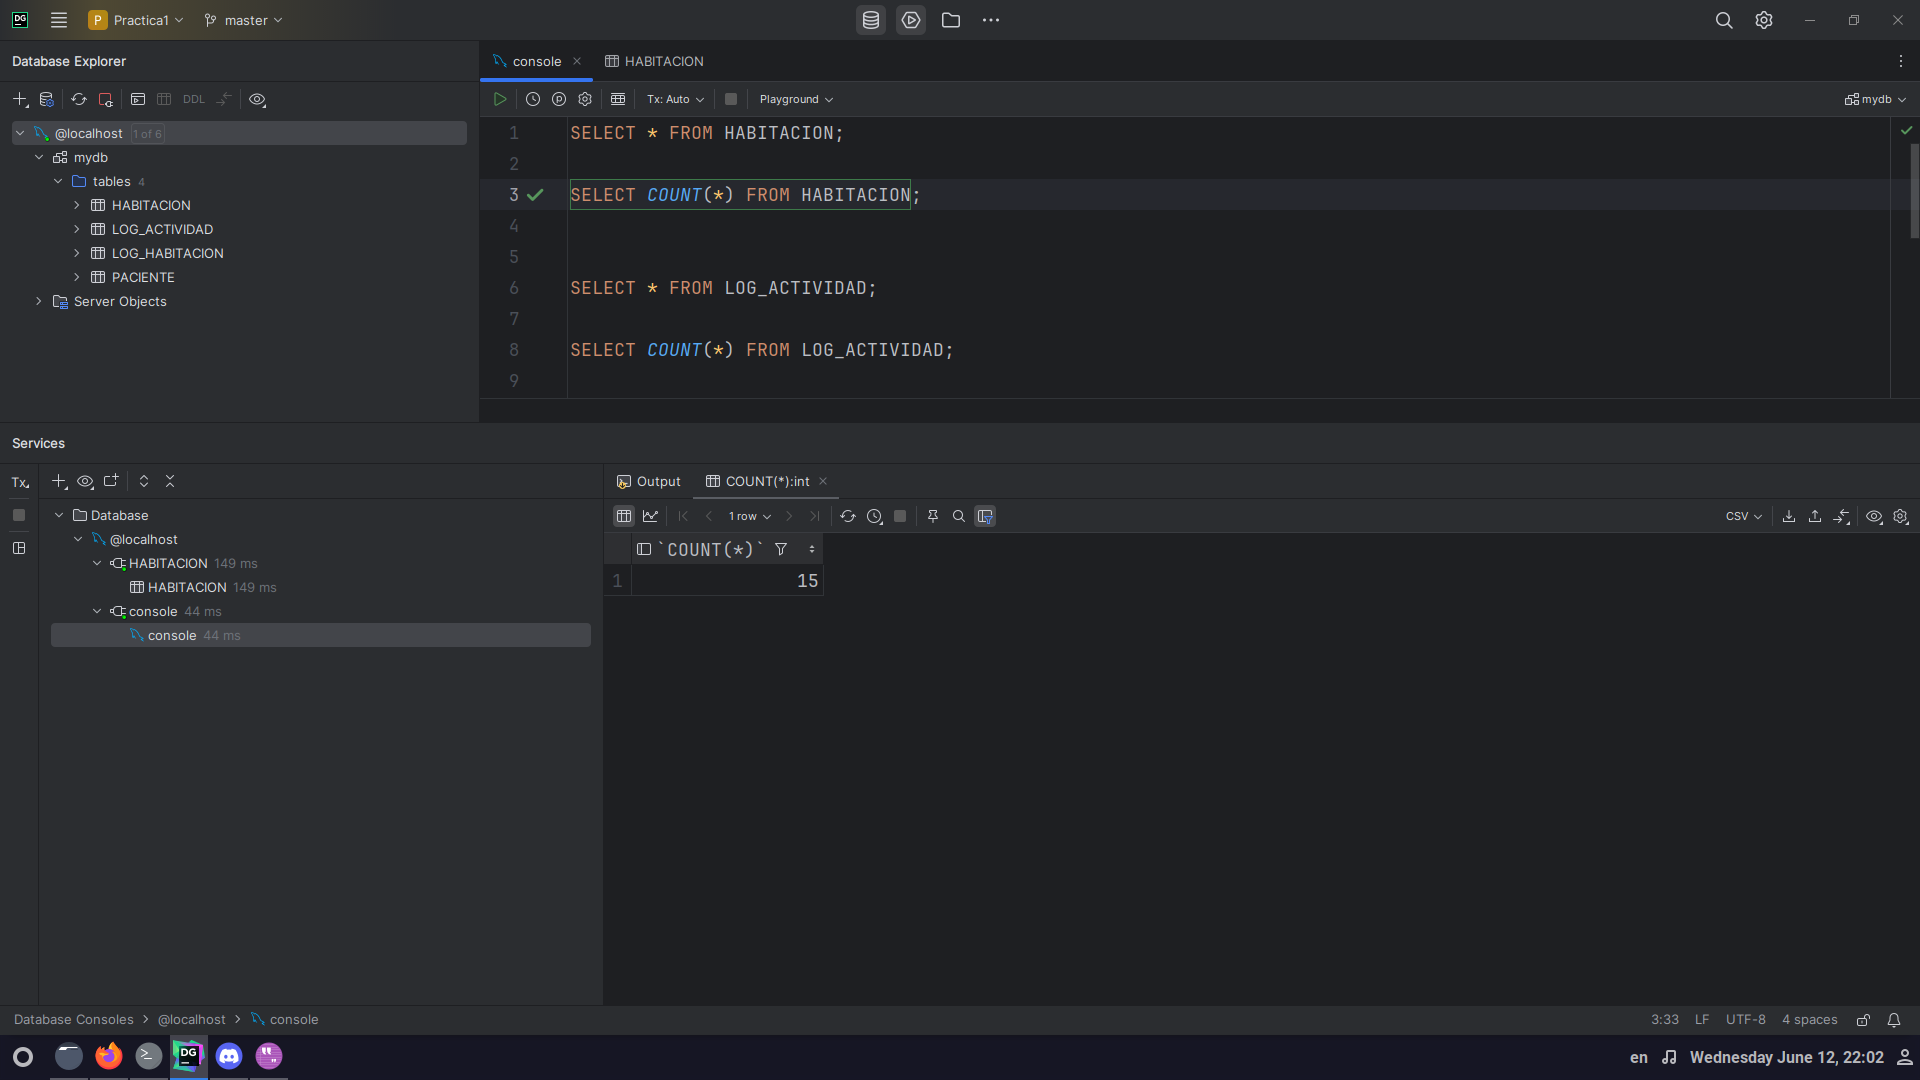 DG P Practica1 master
Database Explorer
console HABITACION
DDL
Tx: Auto Playground mydb
@localhost 1 of 6
mydb
tables 4
HABITACION
LOG_ACTIVIDAD
LOG_HABITACION
PACIENTE
Server Objects
1 SELECT * FROM HABITACION;
2
3 SELECT COUNT(*) FROM HABITACION;
4
5
6 SELECT * FROM LOG_ACTIVIDAD;
7
8 SELECT COUNT(*) FROM LOG_ACTIVIDAD;
9
Services
Tx
Database
@localhost
HABITACION 149 ms
HABITACION 149 ms
console 44 ms
console 44 ms
Output COUNT(*):int
1 row CSV
`COUNT(*)`
1 15
Database Consoles > @localhost > console
3:33 LF UTF-8 4 spaces
DG
en Wednesday June 12, 22:02